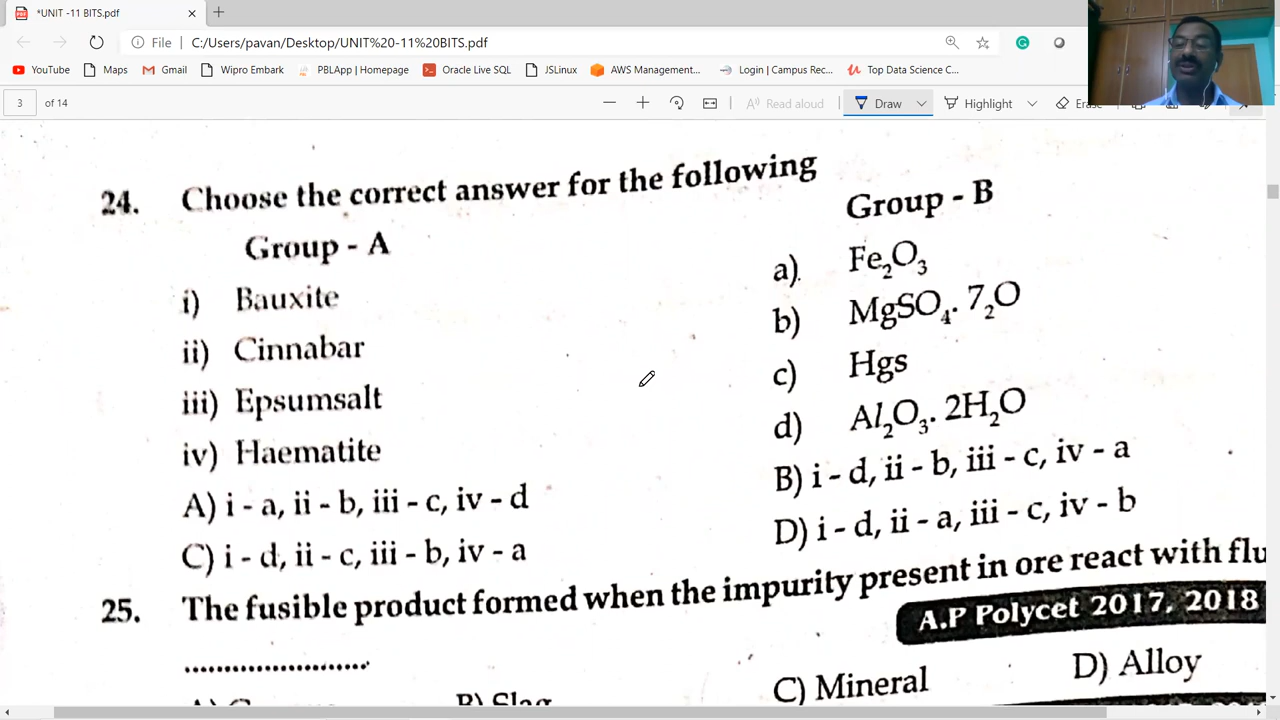 *UNIT -11 BITS.pdf
File C:/Users/pavan/Desktop/UNIT%20-11%20BITS.pdf
YouTube Maps Gmail Wipro Embark PBLApp | Homepage Oracle Live SQL JSLinux AWS Management... Login | Campus Rec... Top Data Science C...
3 of 14 Read aloud Draw Highlight Erase
24. Choose the correct answer for the following
Group - A Group - B
i) Bauxite a). Fe₂O₃
ii) Cinnabar b) MgSO₄. 7₂O
iii) Epsumsalt c) Hgs
iv) Haematite d) Al₂O₃. 2H₂O
A) i - a, ii - b, iii - c, iv - d B) i - d, ii - b, iii - c, iv - a
C) i - d, ii - c, iii - b, iv - a D) i - d, ii - a, iii - c, iv - b
25. The fusible product formed when the impurity present in ore react with flu
A.P Polycet 2017, 2018
......................
B) Slag C) Mineral D) Alloy